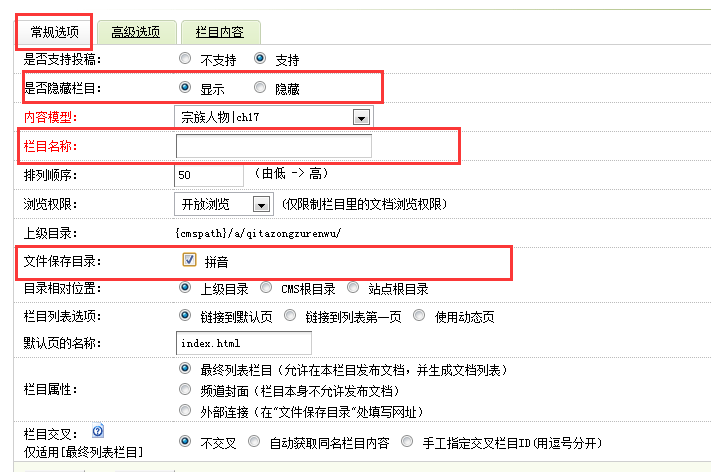 常规选项 高级选项 栏目内容
是否支持投稿: 不支持 支持
是否隐藏栏目: 显示 隐藏
内容模型: 宗族人物|ch17
栏目名称:
排列顺序: 50 (由低 -> 高)
浏览权限: 开放浏览 (仅限制栏目里的文档浏览权限)
上级目录: {cmspath}/a/qitazongzurenwu/
文件保存目录: 拼音
目录相对位置: 上级目录 CMS根目录 站点根目录
栏目列表选项: 链接到默认页 链接到列表第一页 使用动态页
默认页的名称: index.html
最终列表栏目(允许在本栏目发布文档,并生成文档列表)
栏目属性: 频道封面(栏目本身不允许发布文档)
外部连接(在"文件保存目录"处填写网址)
栏目交叉:
仅适用[最终列表栏目] 不交叉 自动获取同名栏目内容 手工指定交叉栏目ID(用逗号分开)